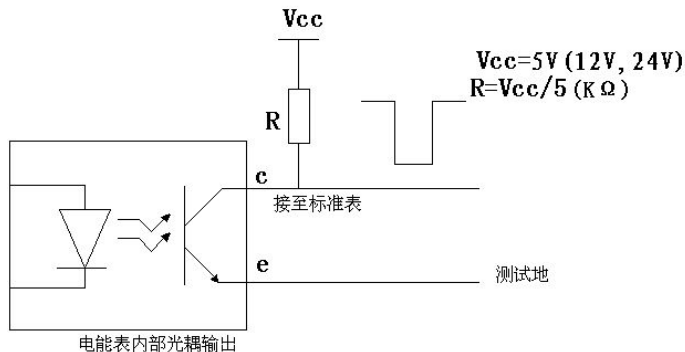 Vcc
Vcc=5V(12V,24V)
R=Vcc/5(KΩ)
R
c
接至标准表
e
测试地
电能表内部光耦输出